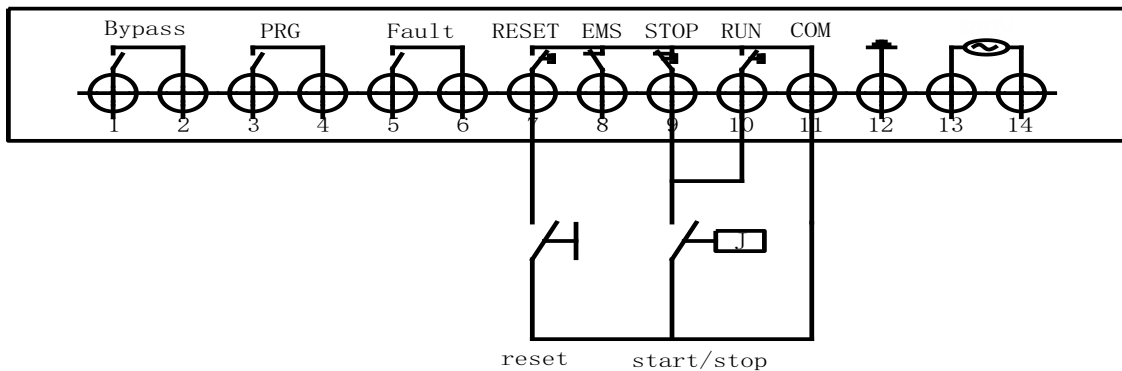 Bypass PRG Fault RESET EMS STOP RUN COM
1 2 3 4 5 6 7 8 9 10 11 12 13 14
J
reset start/stop